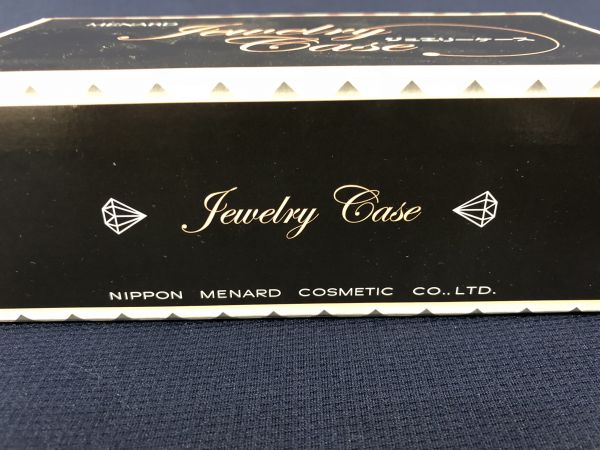 MENARD
Jewelry
Case ジュエリーケース
Jewelry Case
NIPPON MENARD COSMETIC CO.,LTD.